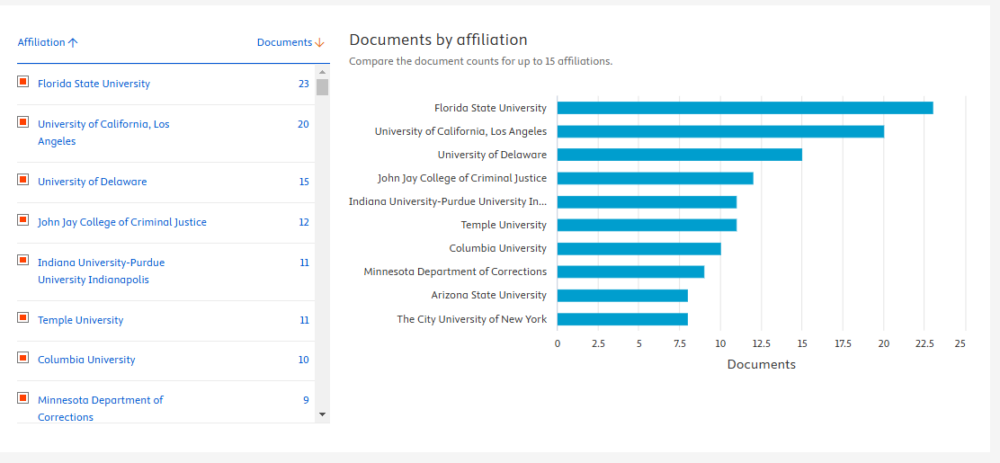 Affiliation
Documents
Florida State University 23
University of California, Los 20
Angeles
University of Delaware 15
John Jay College of Criminal Justice 12
Indiana University-Purdue 11
University Indianapolis
Temple University 11
Columbia University 10
Minnesota Department of 9
Corrections
Documents by affiliation
Compare the document counts for up to 15 affiliations.
Florida State University
University of California, Los Angeles
University of Delaware
John Jay College of Criminal Justice
Indiana University-Purdue University In...
Temple University
Columbia University
Minnesota Department of Corrections
Arizona State University
The City University of New York
0 2.5 5 7.5 10 12.5 15 17.5 20 22.5 25
Documents